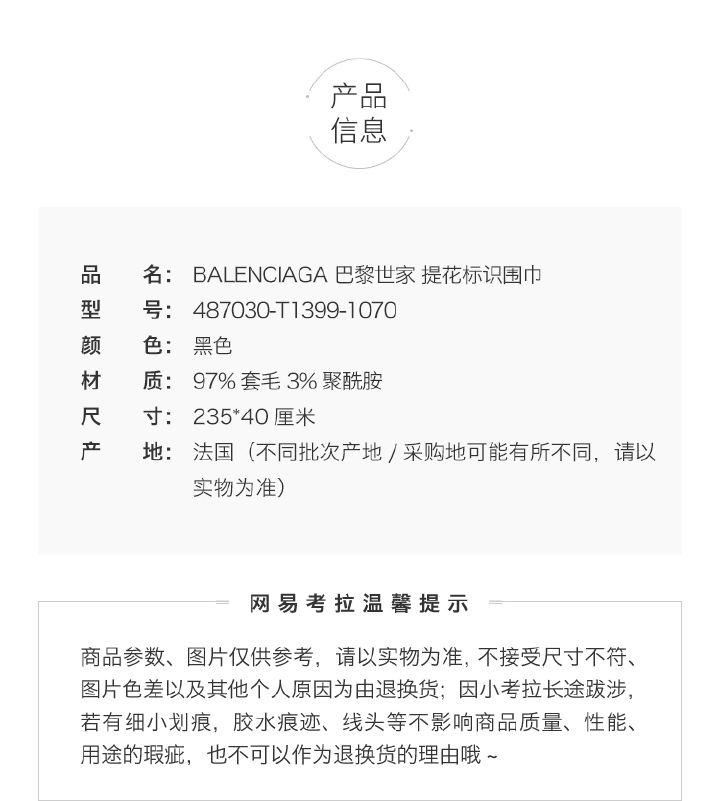 产品
信息
品 名： BALENCIAGA 巴黎世家 提花标识围巾
型 号： 487030-T1399-1070
颜 色： 黑色
材 质： 97% 套毛 3% 聚酰胺
尺 寸： 235*40 厘米
产 地： 法国（不同批次产地 / 采购地可能有所不同，请以
实物为准）
网易考拉温馨提示
商品参数、图片仅供参考，请以实物为准, 不接受尺寸不符、
图片色差以及其他个人原因为由退换货；因小考拉长途跋涉，
若有细小划痕，胶水痕迹、线头等不影响商品质量、性能、
用途的瑕疵，也不可以作为退换货的理由哦 ~